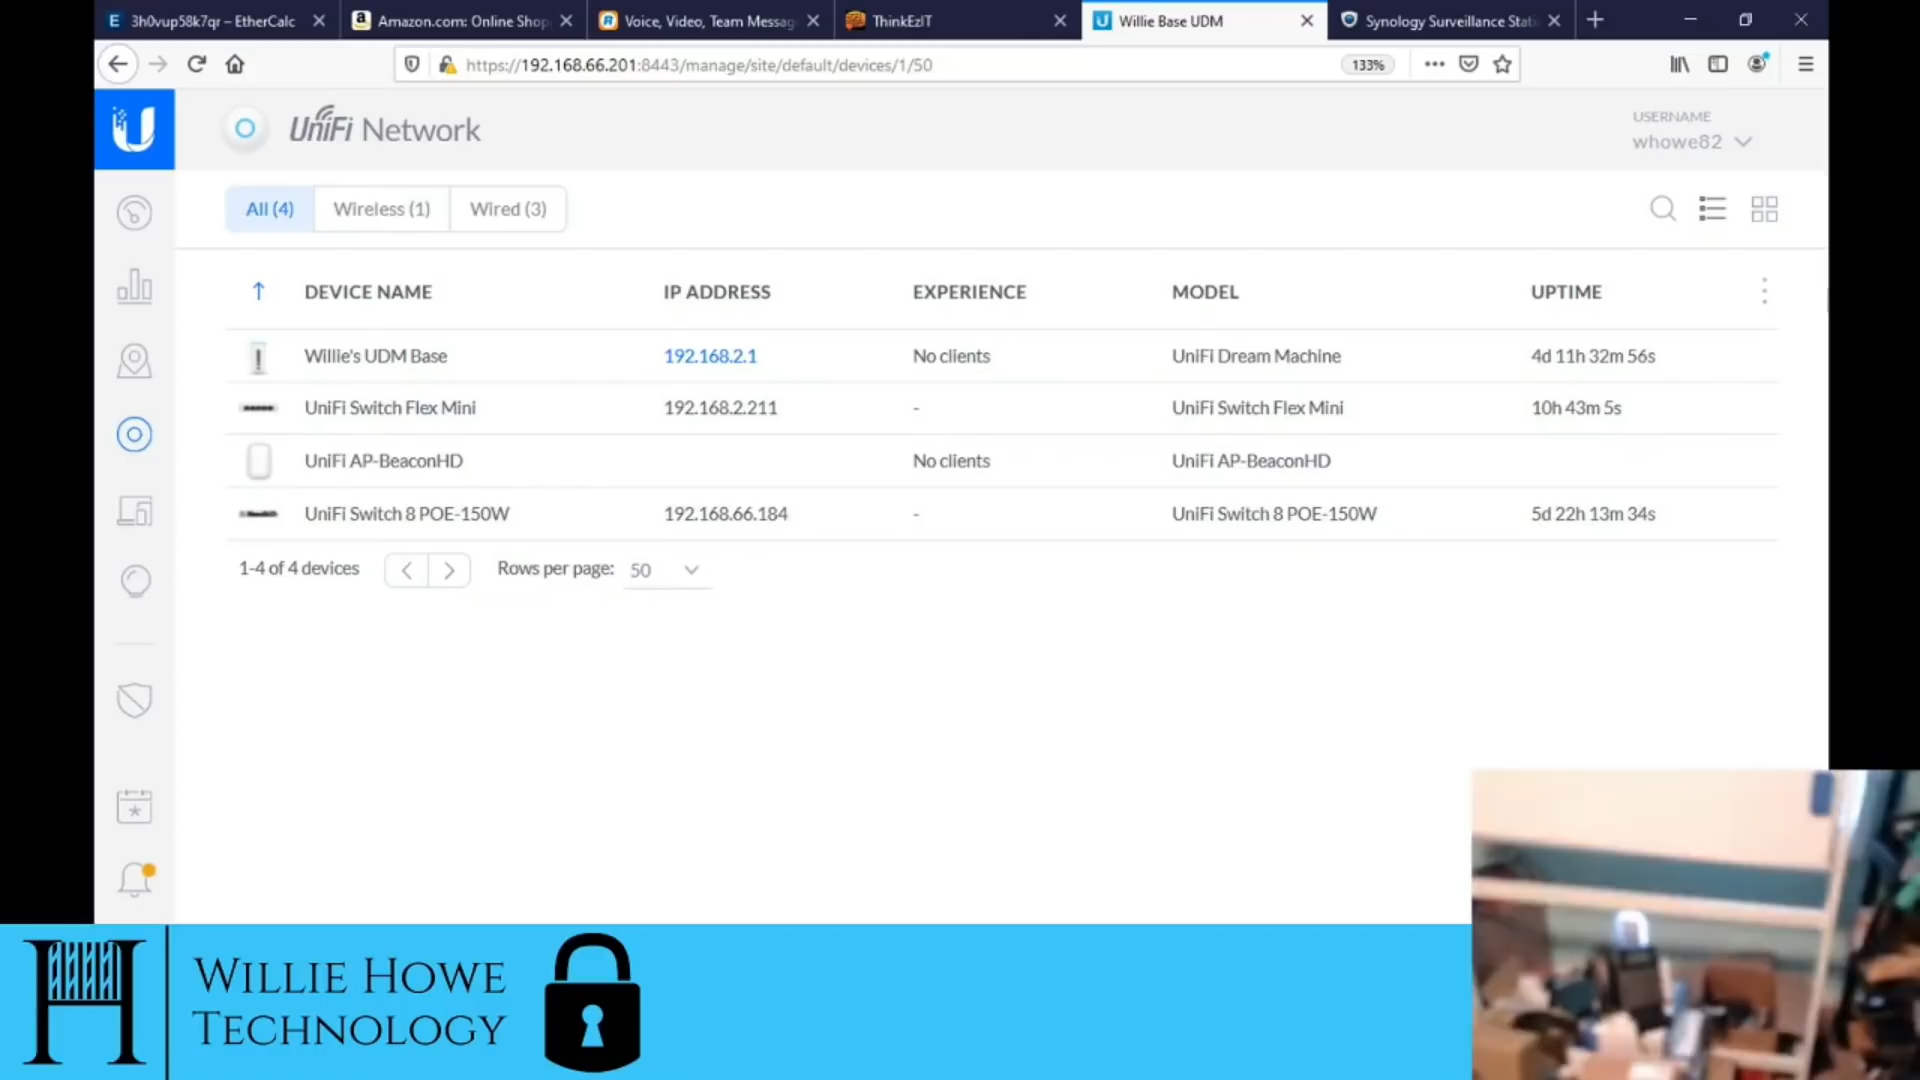 3h0vup58k7qr – EtherCalc
Amazon.com: Online Shop
Voice, Video, Team Messag
ThinkEzIT
Willie Base UDM
Synology Surveillance Stati
https://192.168.66.201:8443/manage/site/default/devices/1/50
133%
UniFi Network
USERNAME
whowe82
All (4)
Wireless (1)
Wired (3)
DEVICE NAME IP ADDRESS EXPERIENCE MODEL UPTIME
Willie's UDM Base 192.168.2.1 No clients UniFi Dream Machine 4d 11h 32m 56s
UniFi Switch Flex Mini 192.168.2.211 - UniFi Switch Flex Mini 10h 43m 5s
UniFi AP-BeaconHD No clients UniFi AP-BeaconHD
UniFi Switch 8 POE-150W 192.168.66.184 - UniFi Switch 8 POE-150W 5d 22h 13m 34s
1-4 of 4 devices
Rows per page: 50
WILLIE HOWE
TECHNOLOGY